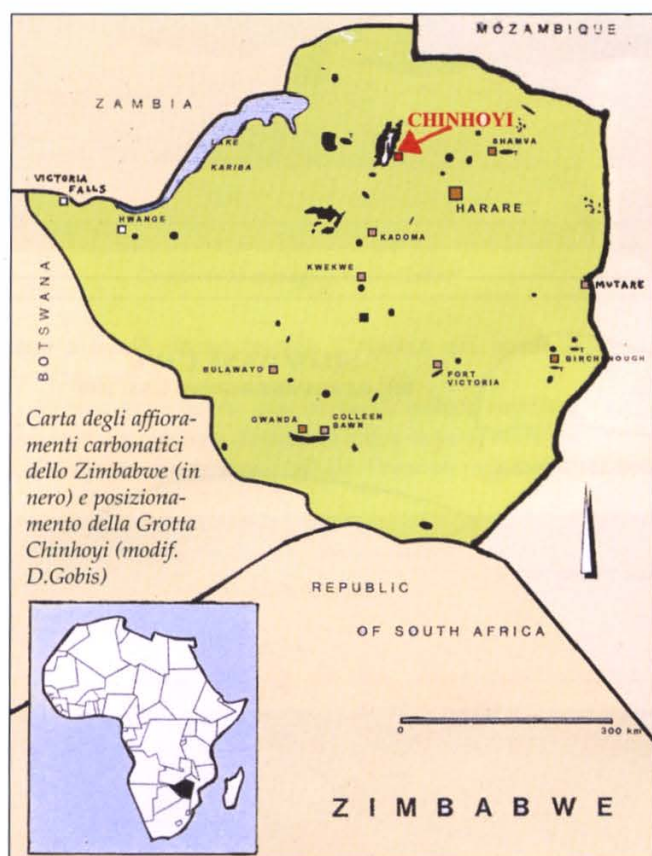 MOZAMBIQUE
ZAMBIA
CHINHOYI
SHAMVA
LAKE
KARIBA
VICTORIA
FALLS
HWANGE
HARARE
KADOMA
KWEKWE
MUTARE
BOTSWANA
BULAWAYO
FORT
VICTORIA
BIRCHENOUGH
GWANDA
COLLEEN
BAWN
Carta degli affiora-
menti carbonatici
dello Zimbabwe (in
nero) e posiziona-
mento della Grotta
Chinhoyi (modif.
D.Gobis)
REPUBLIC
OF SOUTH AFRICA
0 300 km
ZIMBABWE